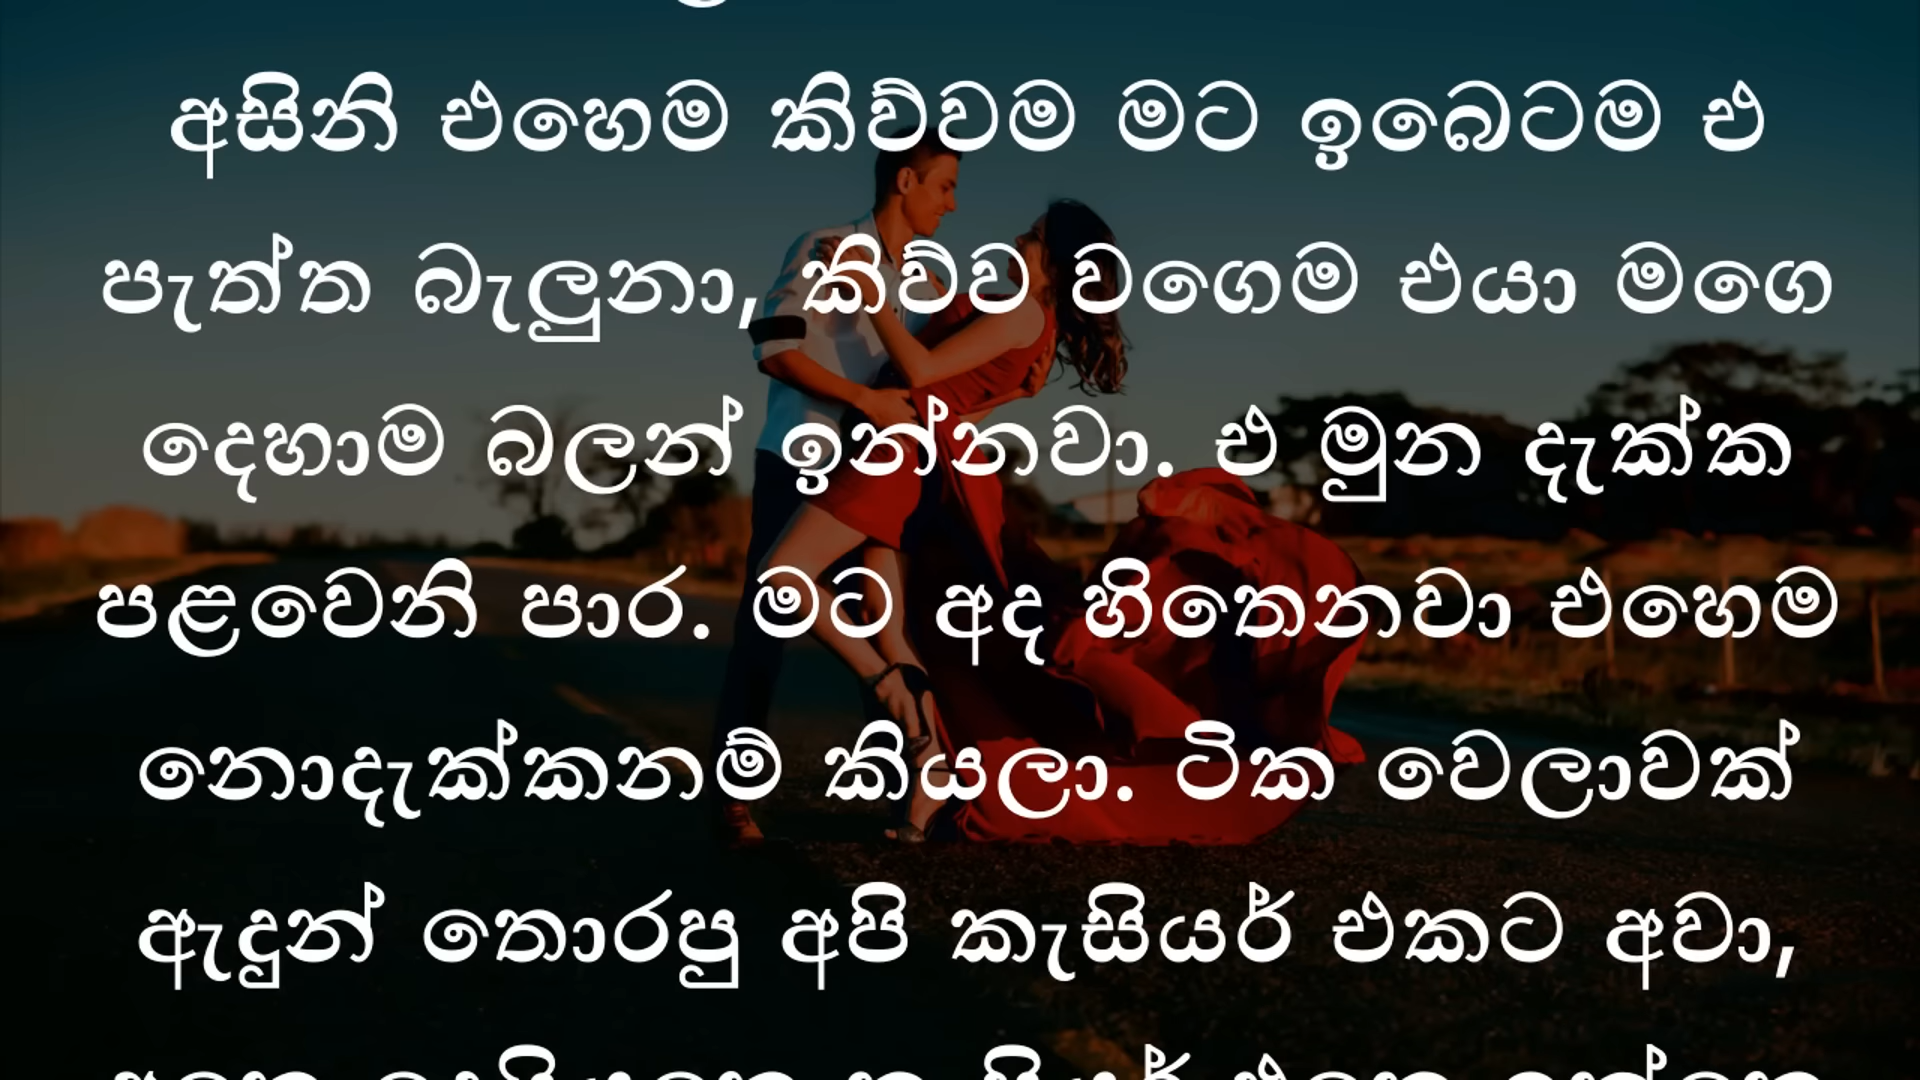 අසිනි එහෙම කිව්වම මට ඉබෙටම එ
පැත්ත බැලුනා, කිව්ව වගෙම එයා මගෙ
දෙහාම බලන් ඉන්නවා. එ මුන දැක්ක
පළවෙනි පාර. මට අද හිතෙනවා එහෙම
නොදැක්කනම් කියලා. ටික වෙලාවක්
ඇඳුන් තොරපු අපි කැසියර් එකට අවා,